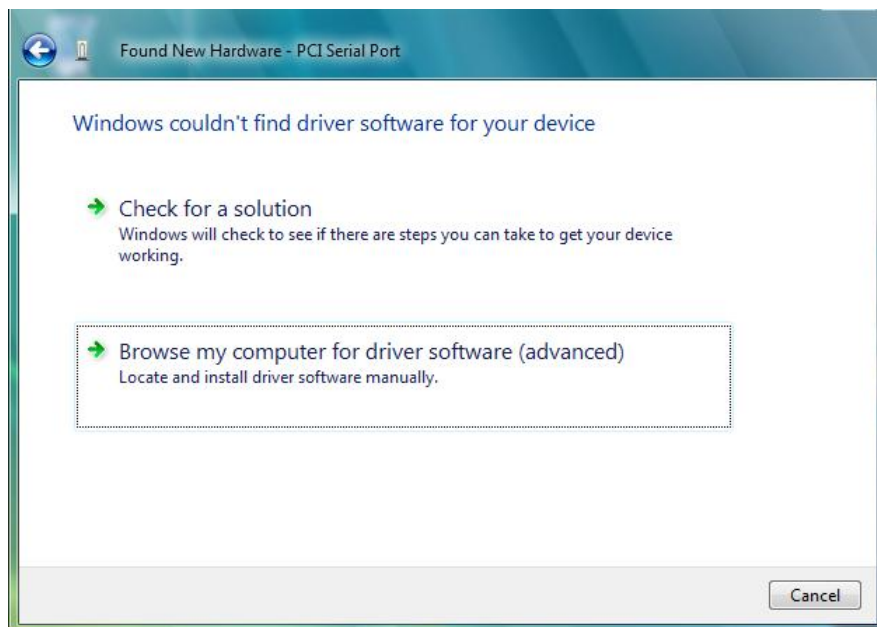 Found New Hardware - PCI Serial Port
Windows couldn't find driver software for your device
Check for a solution
Windows will check to see if there are steps you can take to get your device
working.
Browse my computer for driver software (advanced)
Locate and install driver software manually.
Cancel